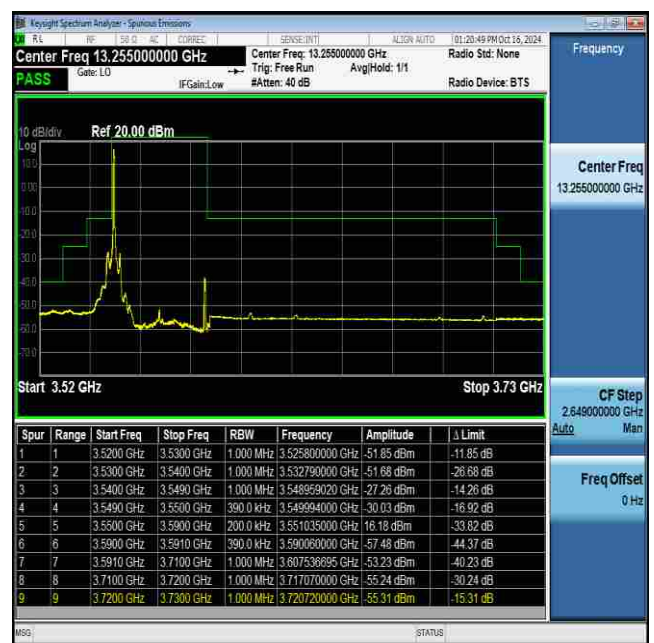 Keysight Spectrum Analyzer - Spurious Emissions
RL RF 50 Ω AC CORREC SENSE:INT ALIGN AUTO 01:20:49 PM Oct 16, 2024
Center Freq 13.255000000 GHz Center Freq: 13.255000000 GHz Radio Std: None
PASS Gate: LO Trig: Free Run Avg|Hold: 1/1
IFGain:Low #Atten: 40 dB Radio Device: BTS
10 dB/div Ref 20.00 dBm
Log
10.0
0.00
-10.0
-20.0
-30.0
-40.0
-50.0
-60.0
-70.0
Start 3.52 GHz Stop 3.73 GHz
Spur Range Start Freq Stop Freq RBW Frequency Amplitude Δ Limit
1 1 3.5200 GHz 3.5300 GHz 1.000 MHz 3.525800000 GHz -51.85 dBm -11.85 dB
2 2 3.5300 GHz 3.5400 GHz 1.000 MHz 3.532790000 GHz -51.68 dBm -26.68 dB
3 3 3.5400 GHz 3.5490 GHz 1.000 MHz 3.548959020 GHz -27.26 dBm -14.26 dB
4 4 3.5490 GHz 3.5500 GHz 390.0 kHz 3.549994000 GHz -30.03 dBm -16.92 dB
5 5 3.5500 GHz 3.5900 GHz 200.0 kHz 3.551035000 GHz 16.18 dBm -33.82 dB
6 6 3.5900 GHz 3.5910 GHz 390.0 kHz 3.590060000 GHz -57.48 dBm -44.37 dB
7 7 3.5910 GHz 3.7100 GHz 1.000 MHz 3.607536695 GHz -53.23 dBm -40.23 dB
8 8 3.7100 GHz 3.7200 GHz 1.000 MHz 3.717070000 GHz -55.24 dBm -30.24 dB
9 9 3.7200 GHz 3.7300 GHz 1.000 MHz 3.720720000 GHz -55.31 dBm -15.31 dB
MSG STATUS
Frequency
Center Freq
13.255000000 GHz
CF Step
2.649000000 GHz
Auto Man
Freq Offset
0 Hz